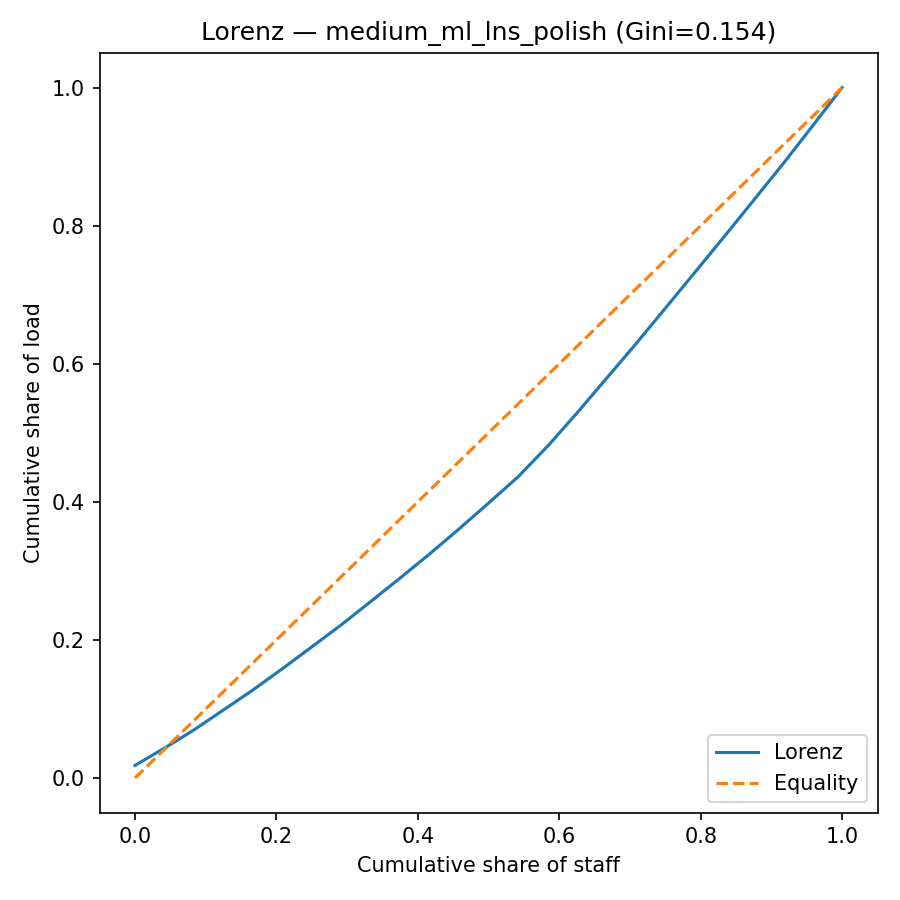 Lorenz — medium_ml_lns_polish (Gini=0.154)
Cumulative share of load
1.0
0.8
0.6
0.4
0.2
0.0
Lorenz
Equality
0.0 0.2 0.4 0.6 0.8 1.0
Cumulative share of staff